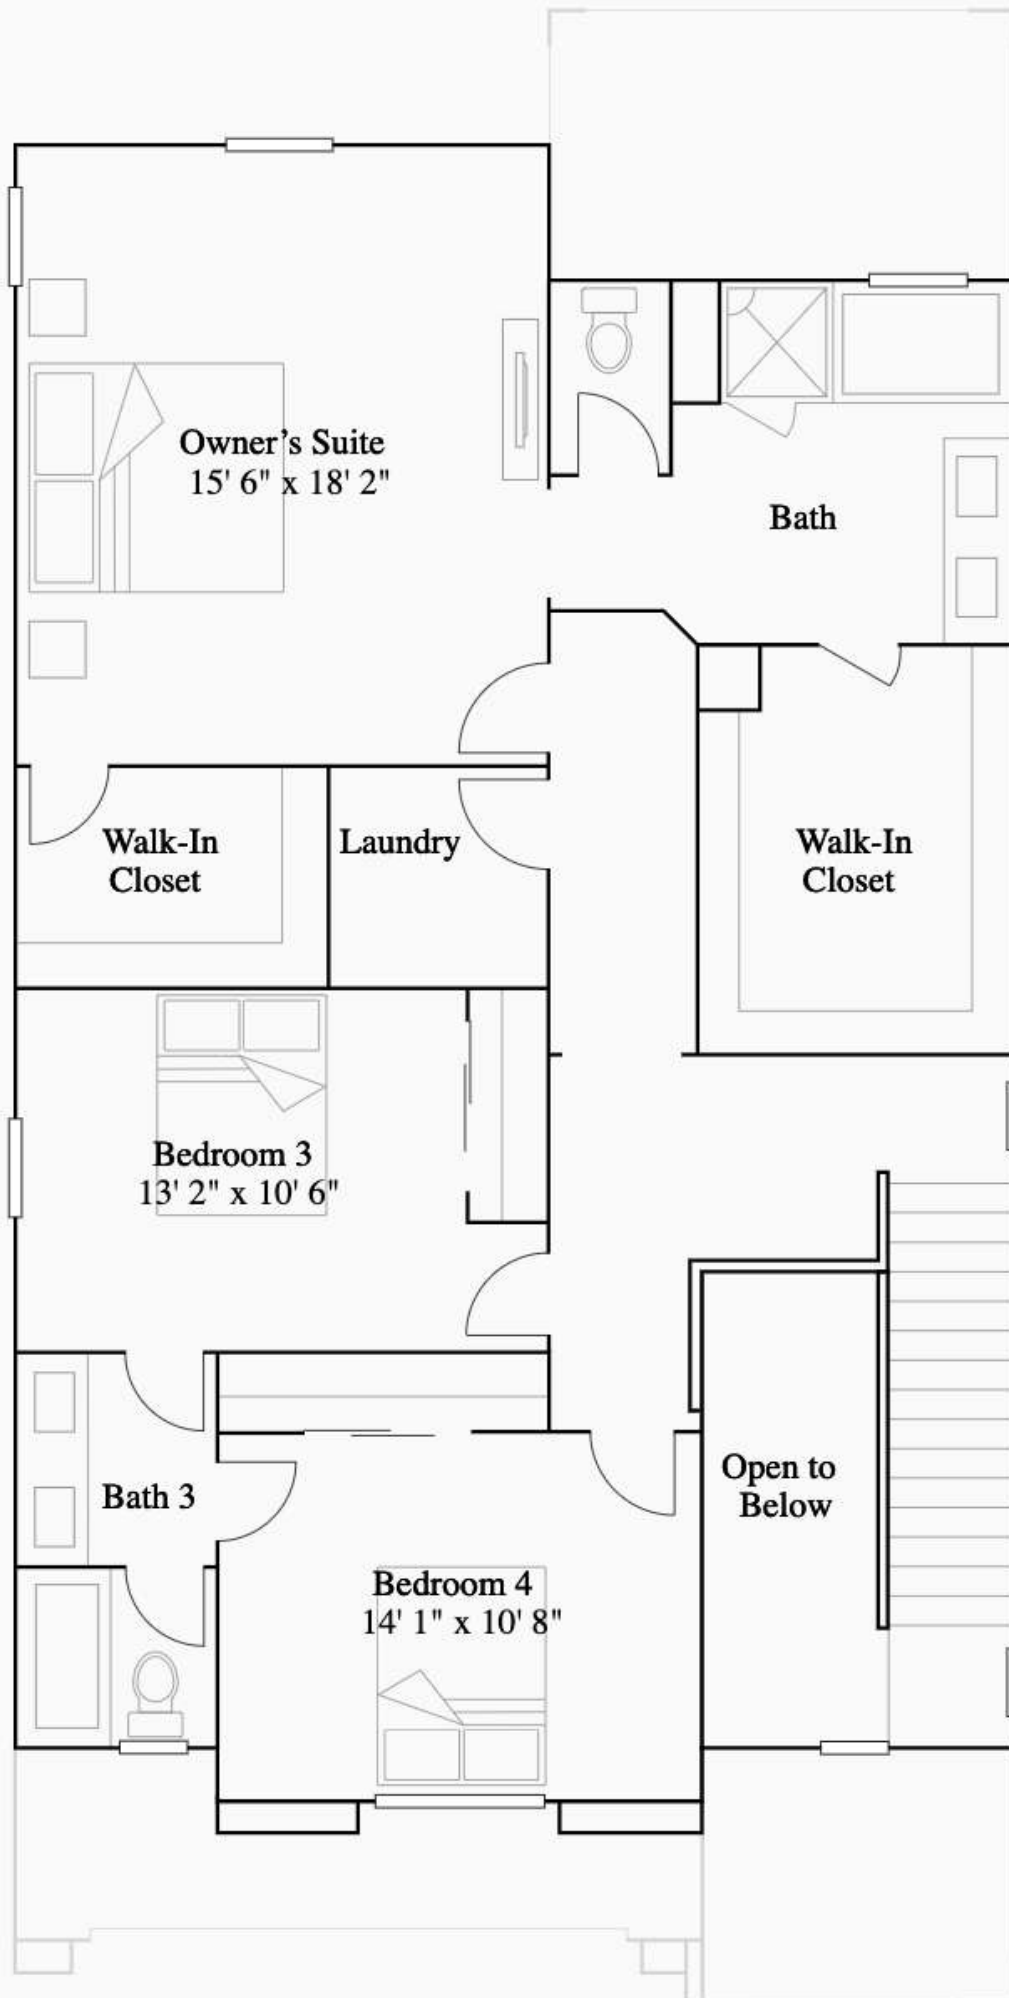 Owner's Suite
15' 6" x 18' 2"
Bath
Walk-In
Closet
Laundry
Walk-In
Closet
Bedroom 3
13' 2" x 10' 6"
Bath 3
Open to
Below
Bedroom 4
14' 1" x 10' 8"